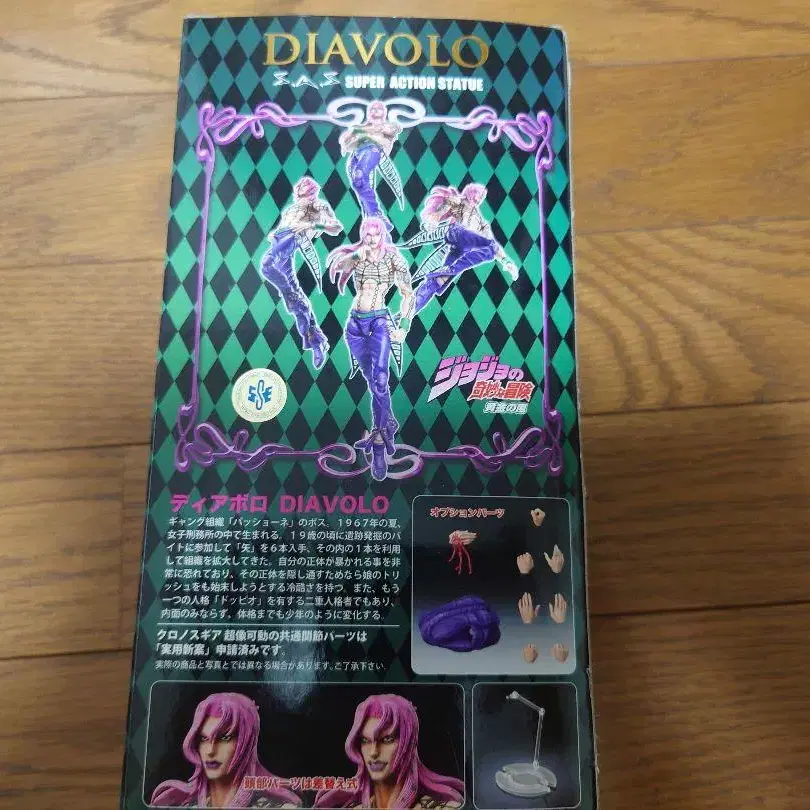 DIAVOLO
S.A.S SUPER ACTION STATUE
ジョジョの
奇妙な冒険
黄金の風
ディアボロ DIAVOLO
ギャング組織「パッショーネ」のボス。1967年の夏、
女子刑務所の中で生まれる。19歳の頃に遺跡発掘のバ
イトに参加して「矢」を6本入手、その内の1本を利用
して組織を拡大してきた。自分の正体が暴かれる事を非
常に恐れており、その正体を隠し通すためなら娘のトリ
ッシュをも始末しようとする冷酷さを持つ。また、もう
一つの人格「ドッピオ」を有する二重人格者でもあり、
内面のみならず、体格までも少年のように変化する。
クロノスギア 超像可動の共通関節パーツは
「実用新案」申請済みです。
実際の商品と写真とでは異なる場合があります。ご了承下さい。
オプションパーツ
頭部パーツは差替え式